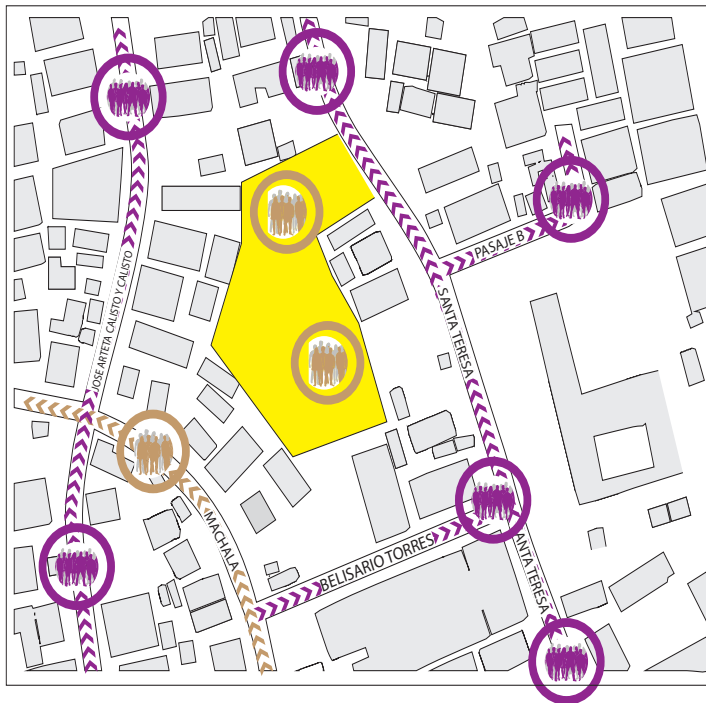 PASAJE B
JOSE ARTETA CALISTO Y CALISTO
SANTA TERESA
MACHALA
BELISARIO TORRES
SANTA TERESA